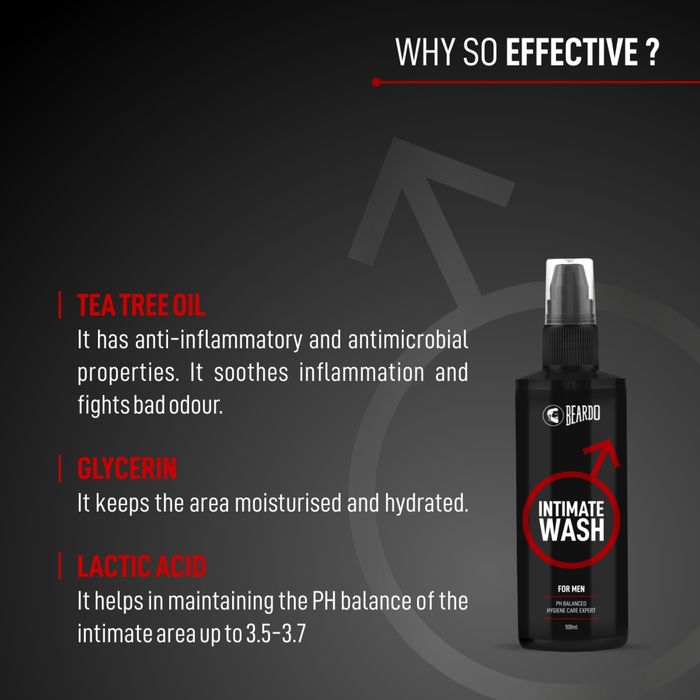 WHY SO EFFECTIVE ?
TEA TREE OIL
It has anti-inflammatory and antimicrobial
properties. It soothes inflammation and
fights bad odour.
GLYCERIN
It keeps the area moisturised and hydrated.
LACTIC ACID
It helps in maintaining the PH balance of the
intimate area up to 3.5-3.7
BEARDO
INTIMATE
WASH
FOR MEN
PH BALANCED
HYGIENE CARE EXPERT
100ml